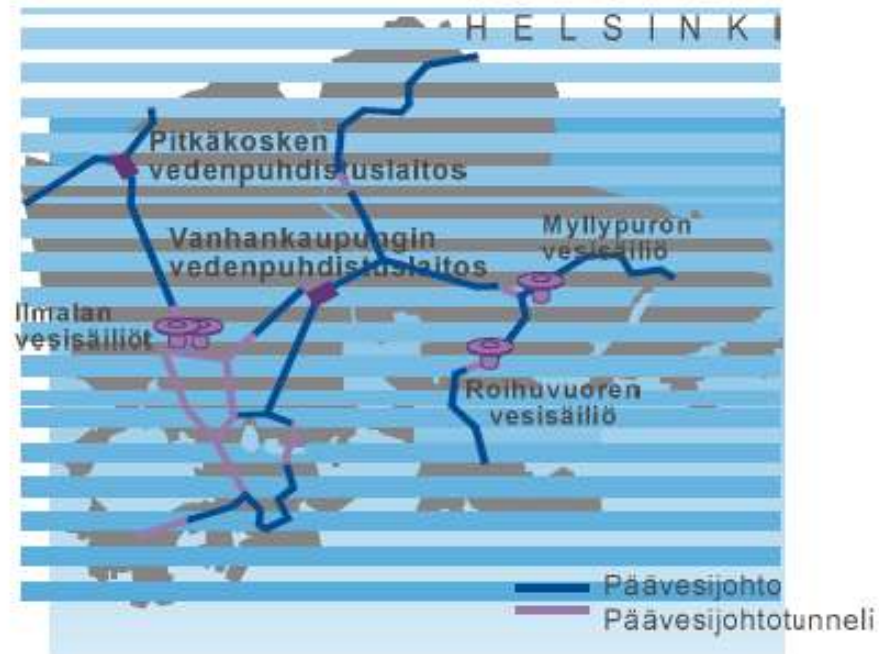 HELSINKI
Pitkäkosken
vedenpuhdistuslaitos
Vanhankaupungin
vedenpuhdistuslaitos
Myllypuron
vesisäiliö
Ilmalan
vesisäiliöt
Roihuvuoren
vesisäiliö
Päävesijohto
Päävesijohtotunneli